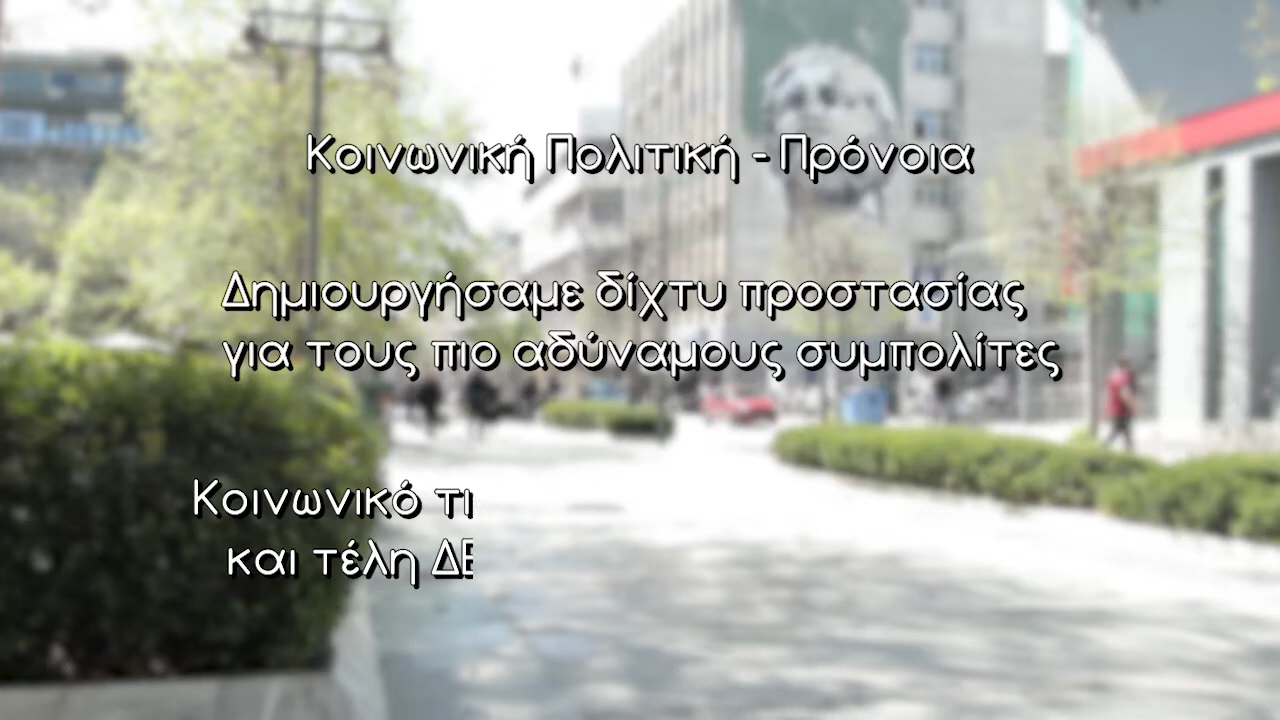 Κοινωνική Πολιτική - Πρόνοια
Δημιουργήσαμε δίχτυ προστασίας
για τους πιο αδύναμους συμπολίτες
Κοινωνικό
και τέλη